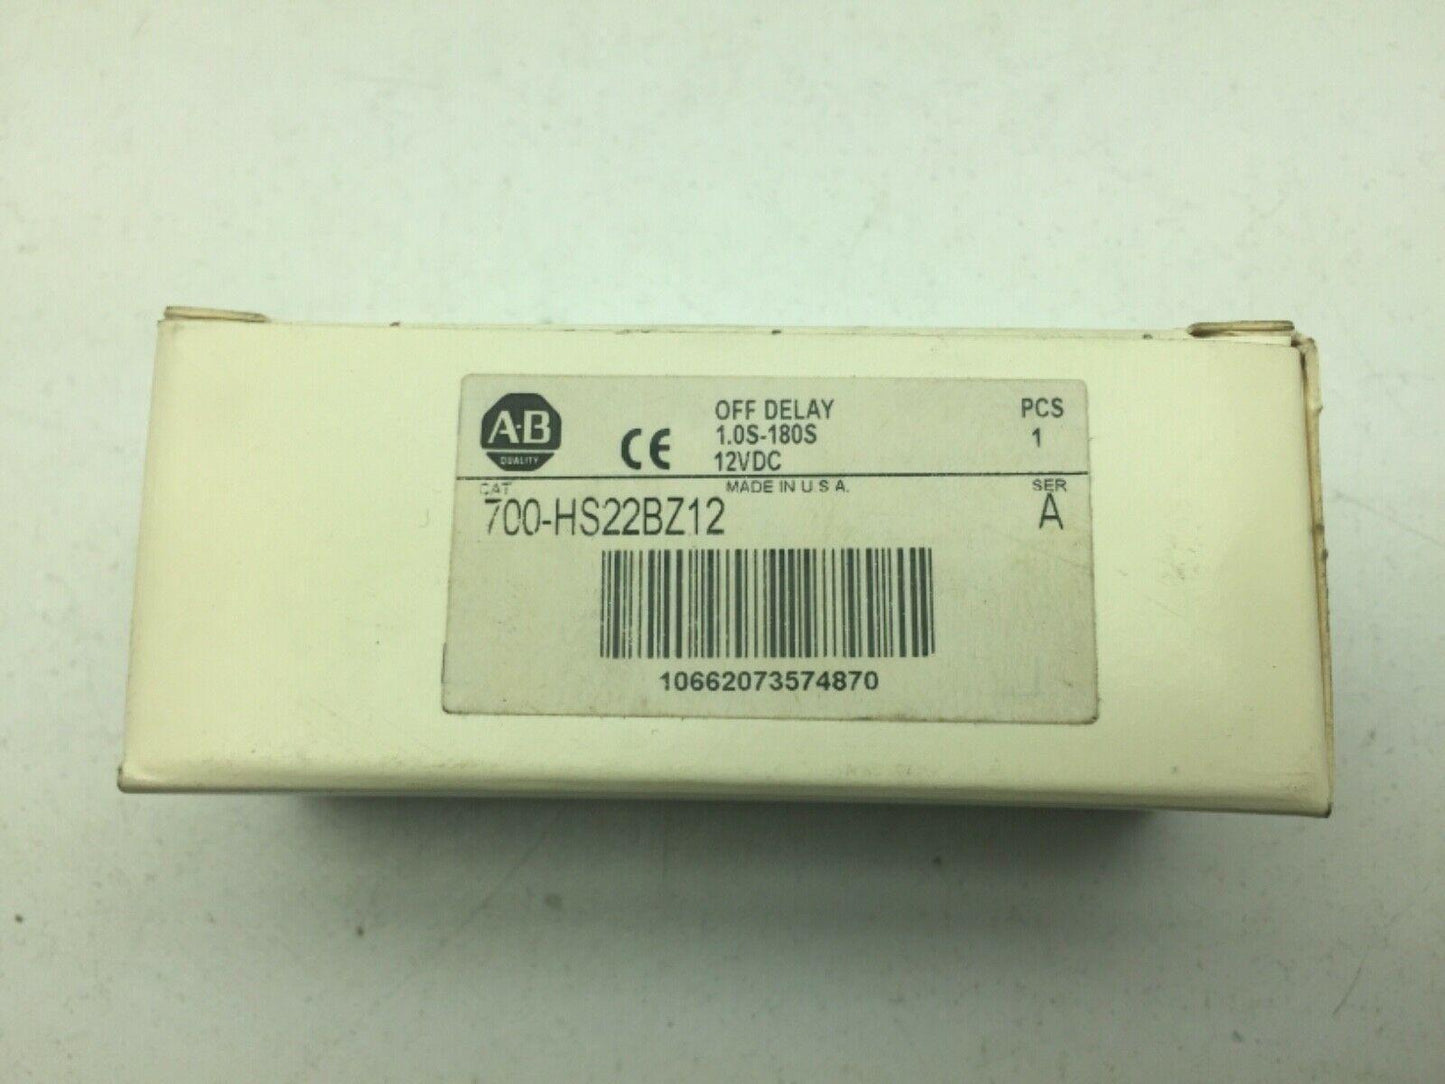 A-B
QUALITY
CE
OFF DELAY
1.0S-180S
12VDC
PCS
1
CAT
MADE IN U S A.
SER
700-HS22BZ12
A
10662073574870